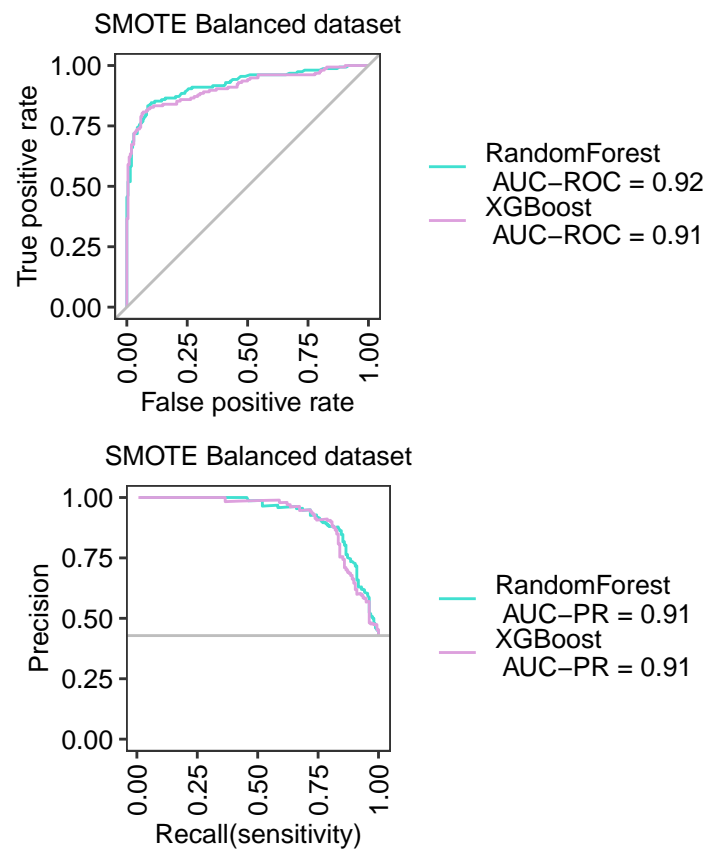 SMOTE Balanced dataset
1.00
0.75
0.50
0.25
0.00
True positive rate
0.00
0.25
0.50
0.75
1.00
False positive rate
RandomForest
AUC−ROC = 0.92
XGBoost
AUC−ROC = 0.91
SMOTE Balanced dataset
1.00
0.75
0.50
0.25
0.00
Precision
0.00
0.25
0.50
0.75
1.00
Recall(sensitivity)
RandomForest
AUC−PR = 0.91
XGBoost
AUC−PR = 0.91